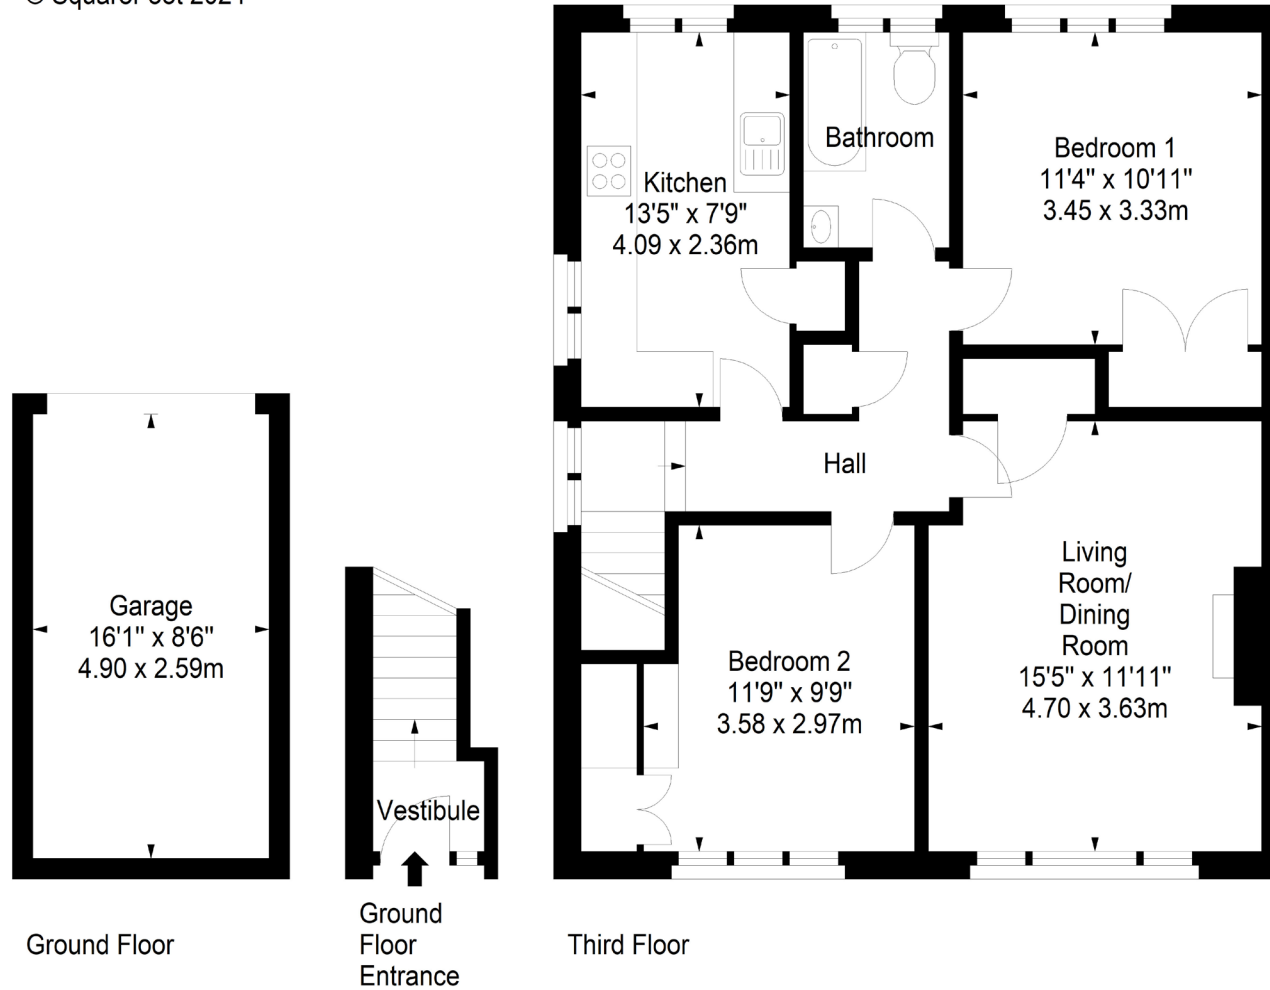 Kitchen
13'5" x 7'9"
4.09 x 2.36m
Bathroom
Bedroom 1
11'4" x 10'11"
3.45 x 3.33m
Hall
Living
Room/
Dining
Room
15'5" x 11'11"
4.70 x 3.63m
Bedroom 2
11'9" x 9'9"
3.58 x 2.97m
Garage
16'1" x 8'6"
4.90 x 2.59m
Vestibule
Ground Floor
Ground
Floor
Entrance
Third Floor